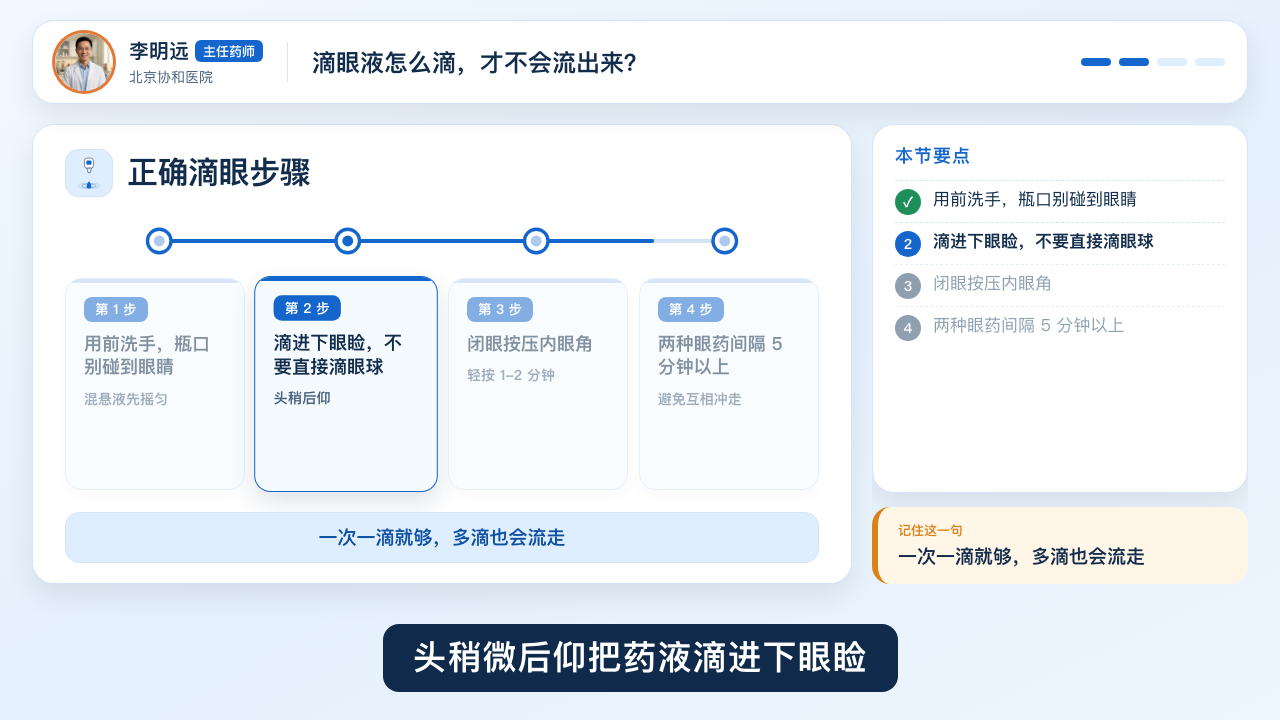 李明远 主任药师
北京协和医院
滴眼液怎么滴，才不会流出来？
正确滴眼步骤
第 1 步
用前洗手，瓶口
别碰到眼睛
混悬液先摇匀
第 2 步
滴进下眼睑，不
要直接滴眼球
头稍后仰
第 3 步
闭眼按压内眼角
轻按 1–2 分钟
第 4 步
两种眼药间隔 5
分钟以上
避免互相冲走
一次一滴就够，多滴也会流走
本节要点
✓ 用前洗手，瓶口别碰到眼睛
2 滴进下眼睑，不要直接滴眼球
3 闭眼按压内眼角
4 两种眼药间隔 5 分钟以上
记住这一句
一次一滴就够，多滴也会流走
头稍微后仰把药液滴进下眼睑